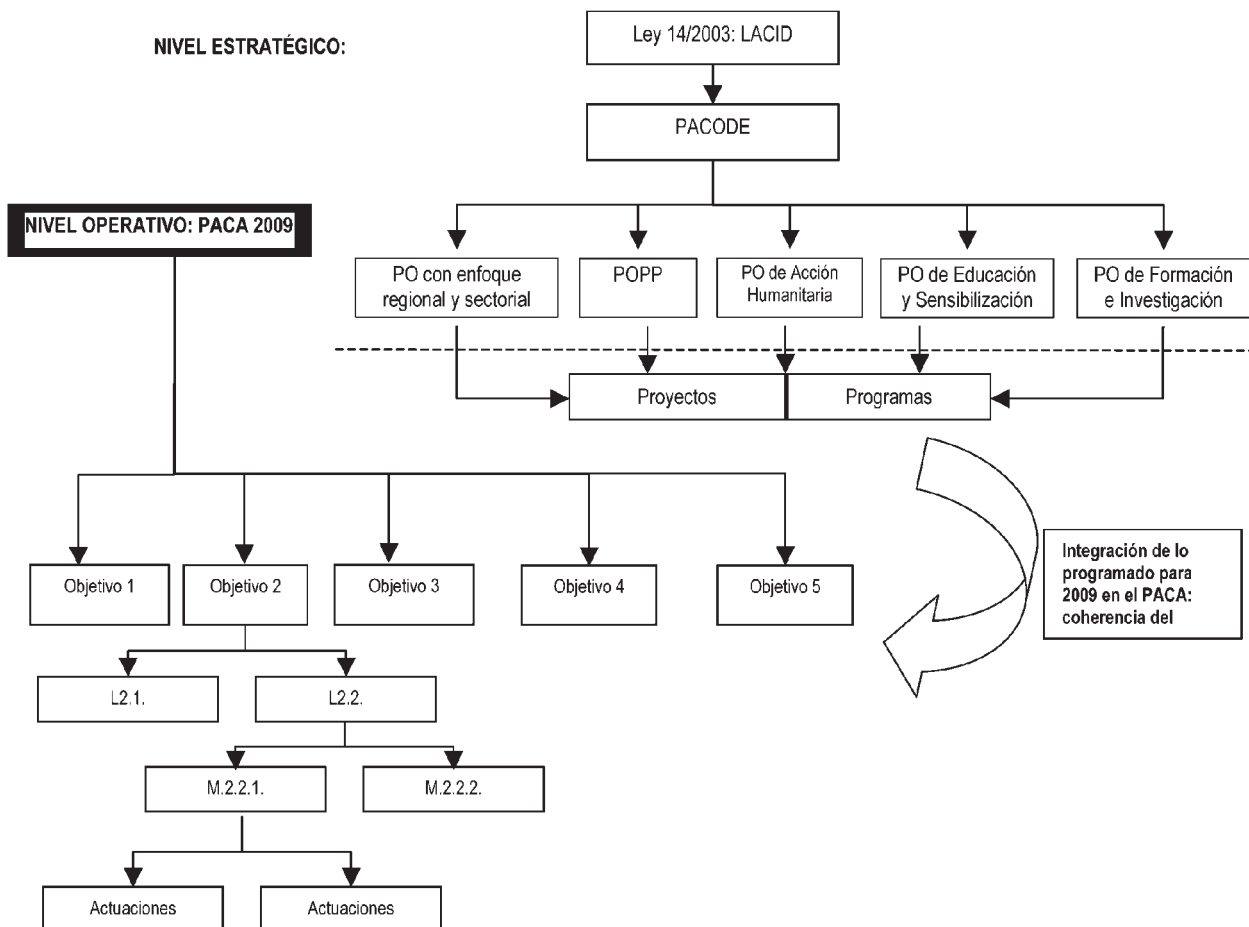 NIVEL ESTRATÉGICO:
Ley 14/2003: LACID
PACODE
NIVEL OPERATIVO: PACA 2009
PO con enfoque
regional y sectorial
POPP
PO de Acción
Humanitaria
PO de Educación
y Sensibilización
PO de Formación
e Investigación
Proyectos
Programas
Integración de lo
programado para
2009 en el PACA:
coherencia del
Objetivo 1
Objetivo 2
Objetivo 3
Objetivo 4
Objetivo 5
L2.1.
L2.2.
M.2.2.1.
M.2.2.2.
Actuaciones
Actuaciones